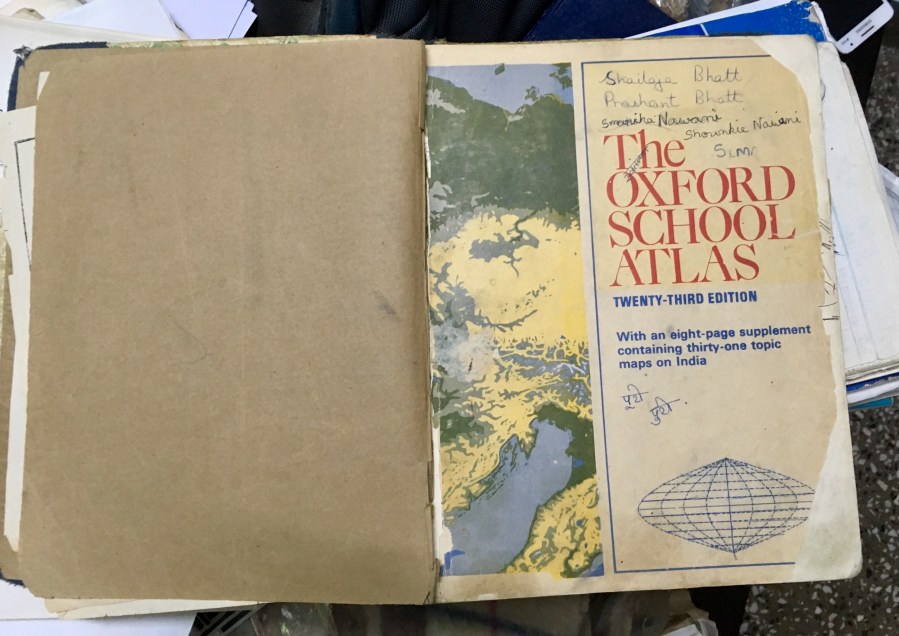 Shailaja Bhatt
Prashant Bhatt
Smarika Nawani
Shownkie Nawani
The
OXFORD
SCHOOL
ATLAS
TWENTY-THIRD EDITION
With an eight-page supplement
containing thirty-one topic
maps on India